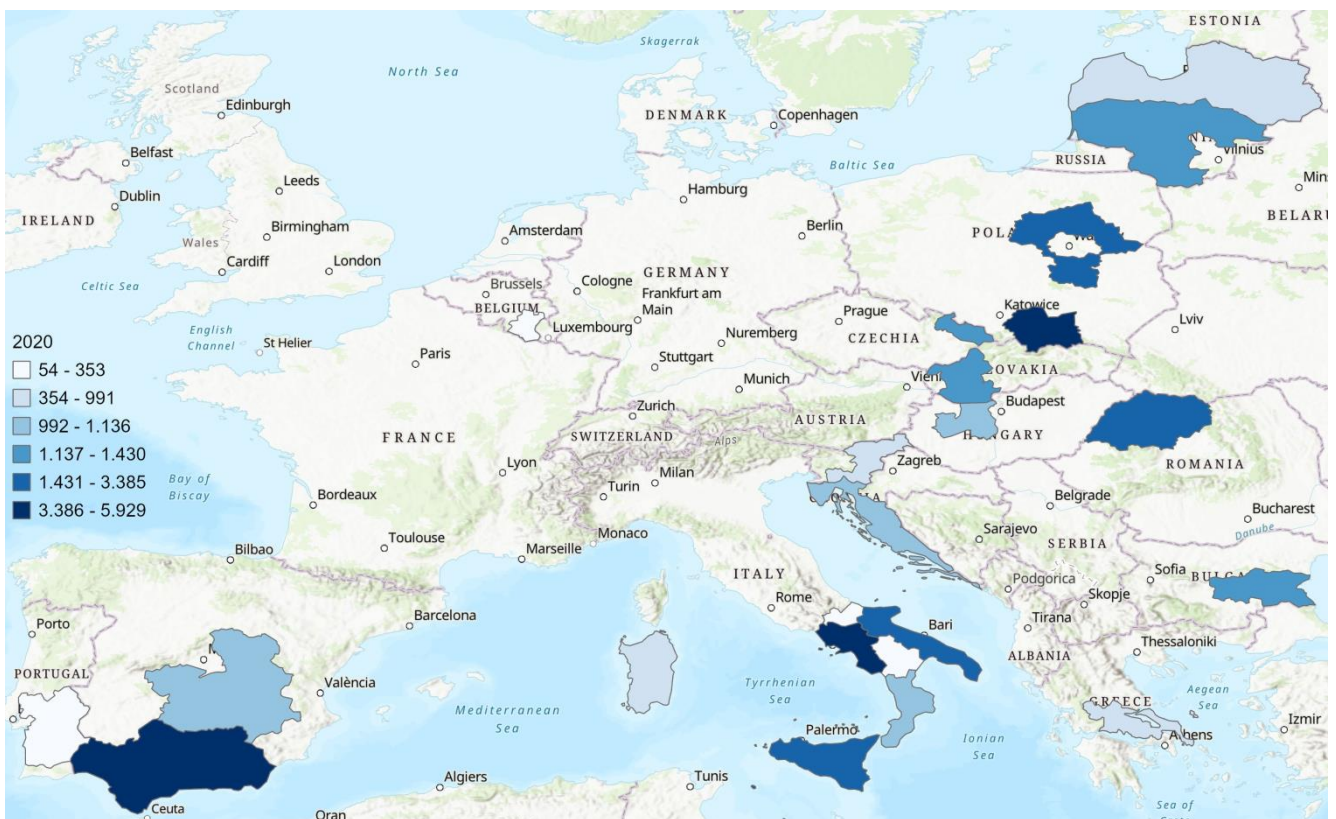 ESTONIA
Skagerrak
North Sea
Scotland
Edinburgh
DENMARK
Copenhagen
Belfast
Baltic Sea
RUSSIA
Vilnius
Dublin
Leeds
Hamburg
IRELAND
Birmingham
Wales
Amsterdam
Berlin
Cardiff
London
Celtic Sea
Brussels
Cologne
GERMANY
BELGIUM
Frankfurt am
Main
Katowice
Luxembourg
Prague
Lviv
English
Channel
St Helier
Nuremberg
CZECHIA
2020
Paris
Stuttgart
54 - 353
Munich
354 - 991
Budapest
992 - 1.136
Zurich
AUSTRIA
1.137 - 1.430
FRANCE
SWITZERLAND
Alps
1.431 - 3.385
Zagreb
ROMANIA
3.386 - 5.929
Lyon
Milan
Bay of
Biscay
Turin
Bordeaux
Belgrade
Bucharest
Danube
Toulouse
Monaco
Sarajevo
Bilbao
Marseille
SERBIA
ITALY
Podgorica
Sofia
Rome
Skopje
Barcelona
Porto
Tirana
Bari
Thessaloniki
PORTUGAL
ALBANIA
València
Tyrrhenian
Sea
Aegean
Sea
Mediterranean
Sea
GREECE
Palermo
Ionian
Sea
Izmir
Athens
Algiers
Tunis
Ceuta
Oran
Sea of